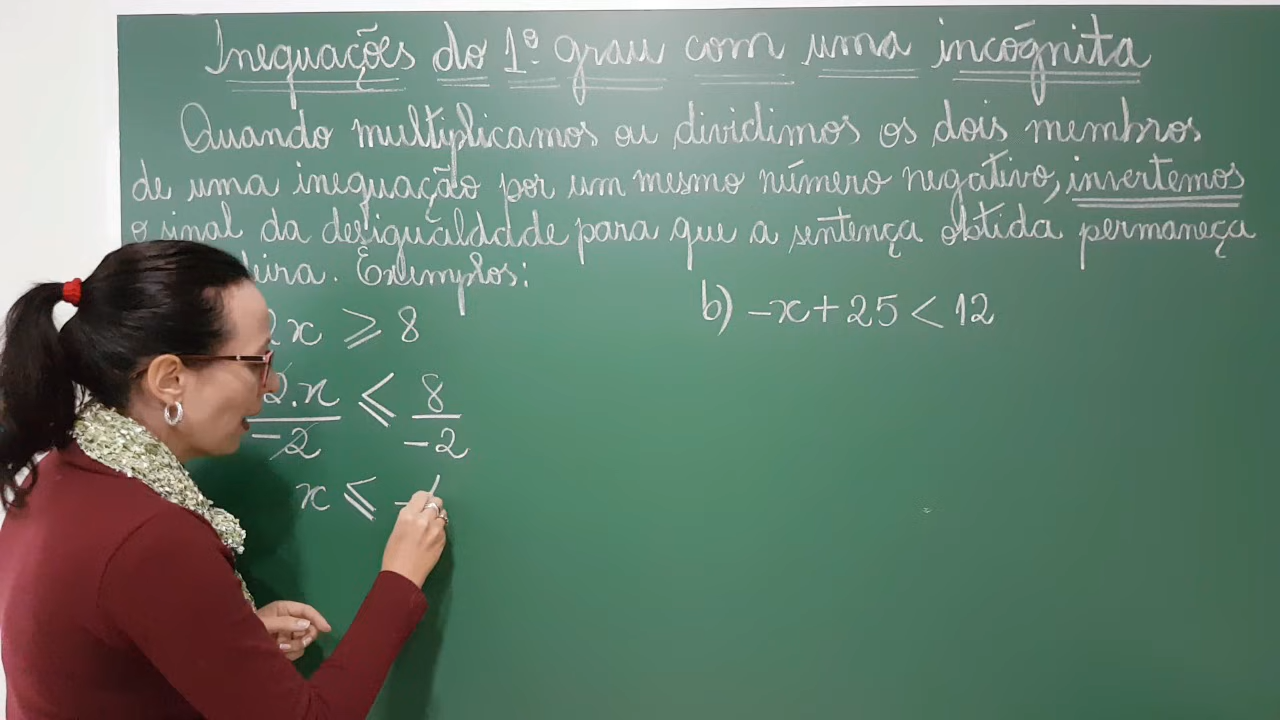 Inequações do 1º grau com uma incógnita
Quando multiplicamos ou dividimos os dois membros
de uma inequação por um mesmo número negativo, invertemos
o sinal da desigualdade para que a sentença obtida permaneça
Exemplos:
2x ⩾ 8
b) -x + 25 < 12
2.x ⩽ 8
-2 -2
x ⩽ -